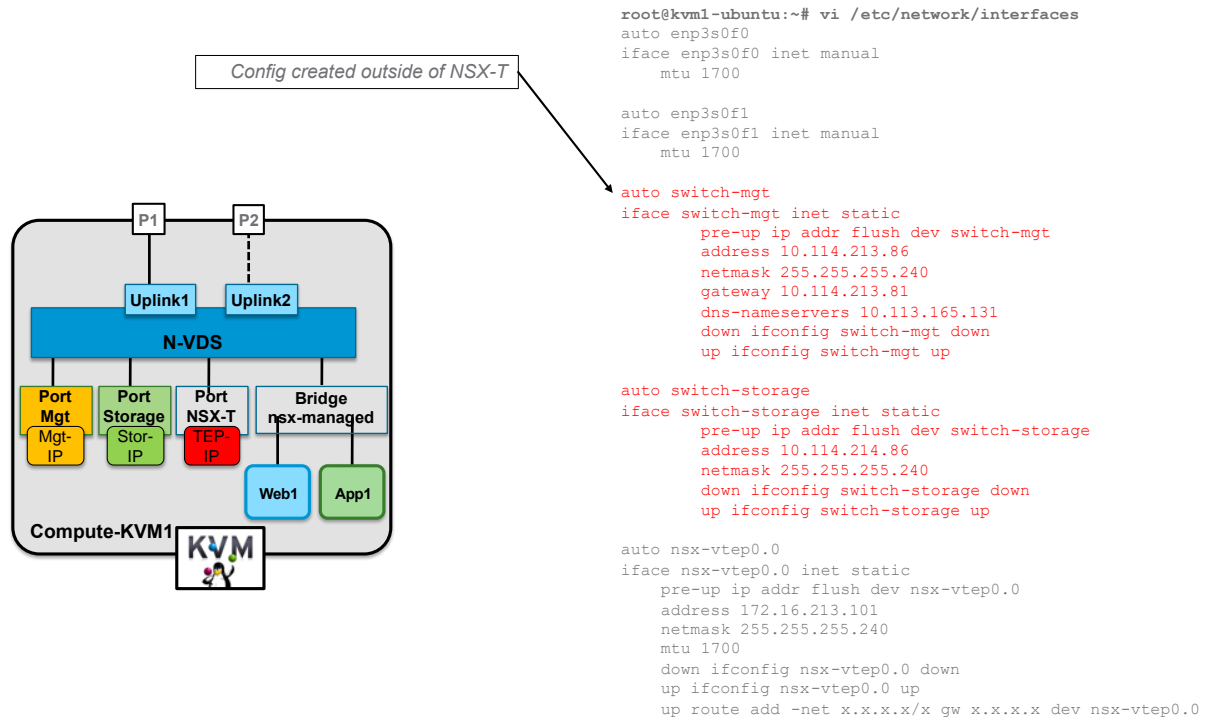 root@kvm1-ubuntu:~# vi /etc/network/interfaces
auto enp3s0f0
iface enp3s0f0 inet manual
mtu 1700
auto enp3s0f1
iface enp3s0f1 inet manual
mtu 1700
auto switch-mgt
iface switch-mgt inet static
pre-up ip addr flush dev switch-mgt
address 10.114.213.86
netmask 255.255.255.240
gateway 10.114.213.81
dns-nameservers 10.113.165.131
down ifconfig switch-mgt down
up ifconfig switch-mgt up
auto switch-storage
iface switch-storage inet static
pre-up ip addr flush dev switch-storage
address 10.114.214.86
netmask 255.255.255.240
down ifconfig switch-storage down
up ifconfig switch-storage up
auto nsx-vtep0.0
iface nsx-vtep0.0 inet static
pre-up ip addr flush dev nsx-vtep0.0
address 172.16.213.101
netmask 255.255.255.240
mtu 1700
down ifconfig nsx-vtep0.0 down
up ifconfig nsx-vtep0.0 up
up route add -net x.x.x.x/x gw x.x.x.x dev nsx-vtep0.0
Config created outside of NSX-T
P1
P2
Uplink1
Uplink2
N-VDS
Port
Mgt
Mgt-
IP
Port
Storage
Stor-
IP
Port
NSX-T
TEP-
IP
Bridge
nsx-managed
Web1
App1
Compute-KVM1
KVM